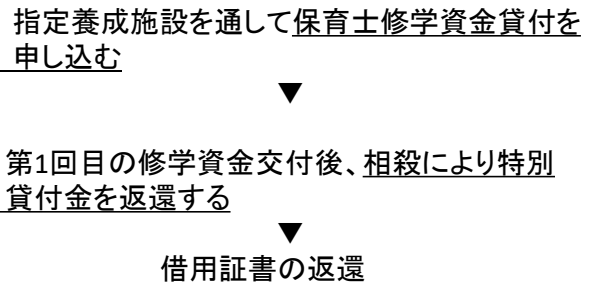 指定養成施設を通して保育士修学資金貸付を
申し込む
▼
第1回目の修学資金交付後、相殺により特別
貸付金を返還する
▼
借用証書の返還